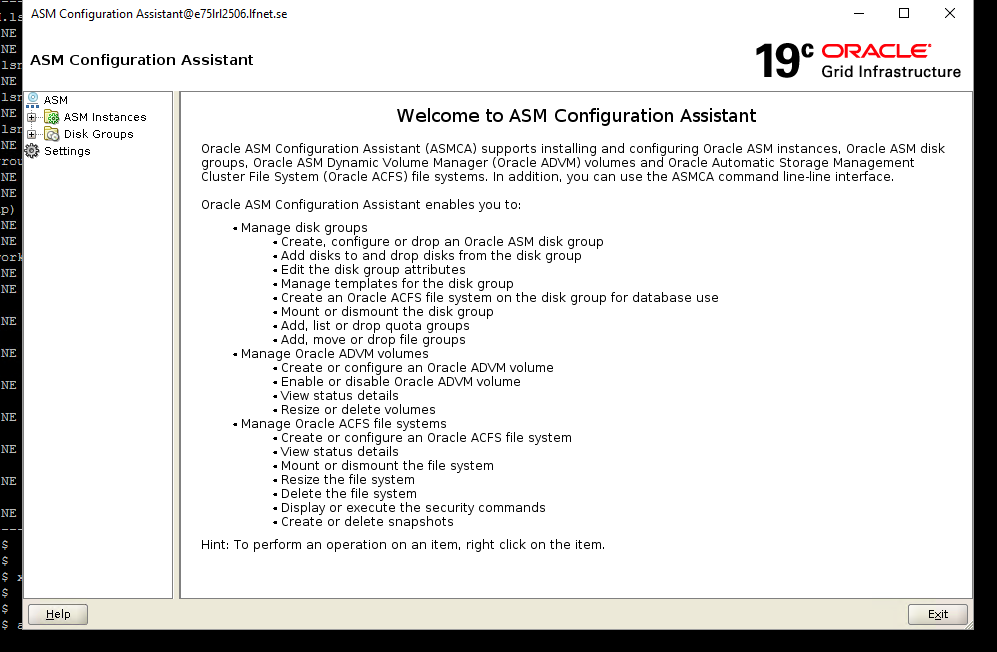 ASM Configuration Assistant@e75lrl2506.lfnet.se
ASM Configuration Assistant
19c ORACLE
Grid Infrastructure
ASM
ASM Instances
Disk Groups
Settings
Welcome to ASM Configuration Assistant
Oracle ASM Configuration Assistant (ASMCA) supports installing and configuring Oracle ASM instances, Oracle ASM disk
groups, Oracle ASM Dynamic Volume Manager (Oracle ADVM) volumes and Oracle Automatic Storage Management
Cluster File System (Oracle ACFS) file systems. In addition, you can use the ASMCA command line-line interface.
Oracle ASM Configuration Assistant enables you to:
• Manage disk groups
• Create, configure or drop an Oracle ASM disk group
• Add disks to and drop disks from the disk group
• Edit the disk group attributes
• Manage templates for the disk group
• Create an Oracle ACFS file system on the disk group for database use
• Mount or dismount the disk group
• Add, list or drop quota groups
• Add, move or drop file groups
• Manage Oracle ADVM volumes
• Create or configure an Oracle ADVM volume
• Enable or disable Oracle ADVM volume
• View status details
• Resize or delete volumes
• Manage Oracle ACFS file systems
• Create or configure an Oracle ACFS file system
• View status details
• Mount or dismount the file system
• Resize the file system
• Delete the file system
• Display or execute the security commands
• Create or delete snapshots
Hint: To perform an operation on an item, right click on the item.
Help
Exit